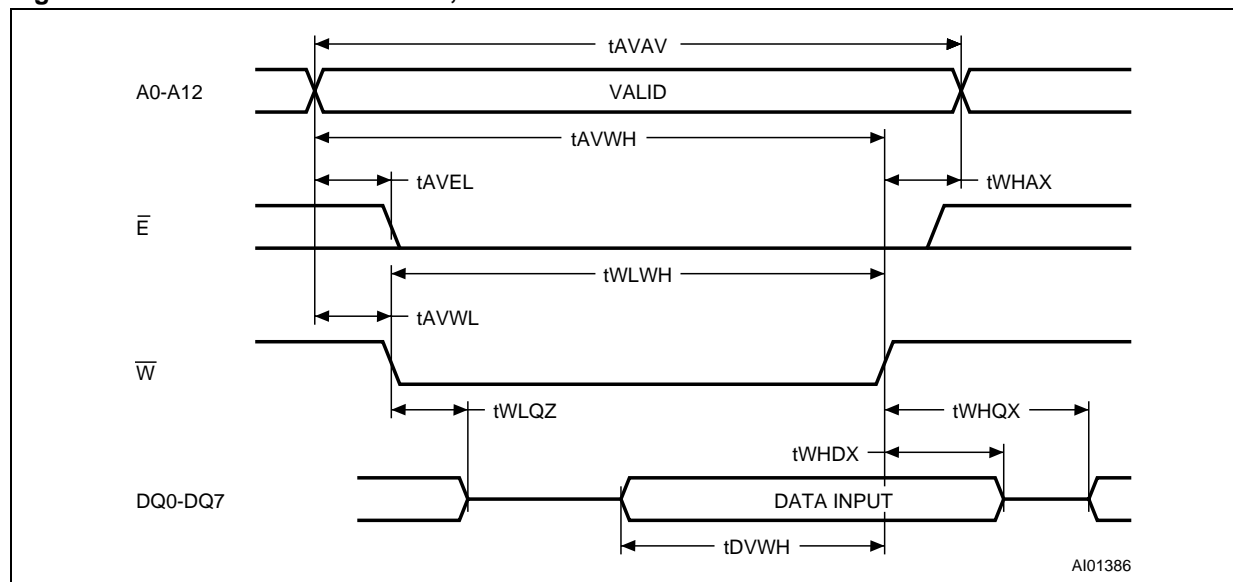 tAVAV
A0-A12
VALID
tAVWH
tAVEL
tWHAX
E̅
tWLWH
tAVWL
W̅
tWLQZ
tWHQX
tWHDX
DQ0-DQ7
DATA INPUT
tDVWH
AI01386